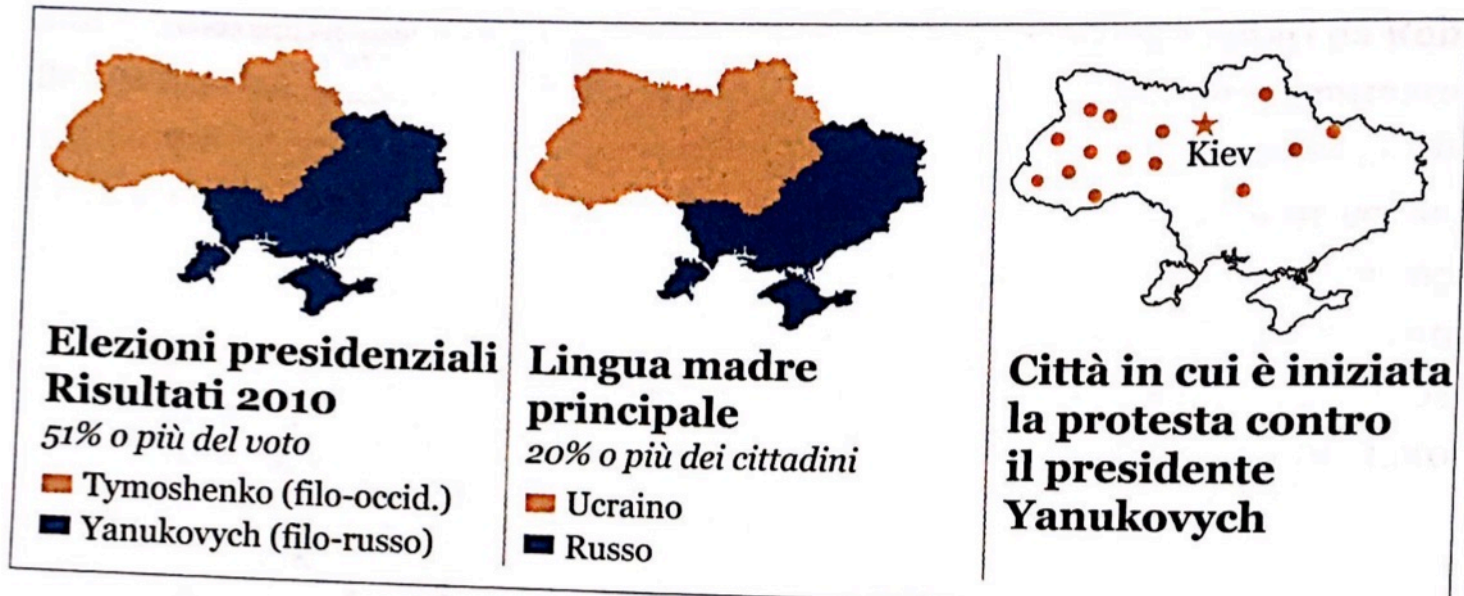 Elezioni presidenziali
Risultati 2010
51% o più del voto
Tymoshenko (filo-occid.)
Yanukovych (filo-russo)
Lingua madre
principale
20% o più dei cittadini
Ucraino
Russo
Kiev
Città in cui è iniziata
la protesta contro
il presidente
Yanukovych